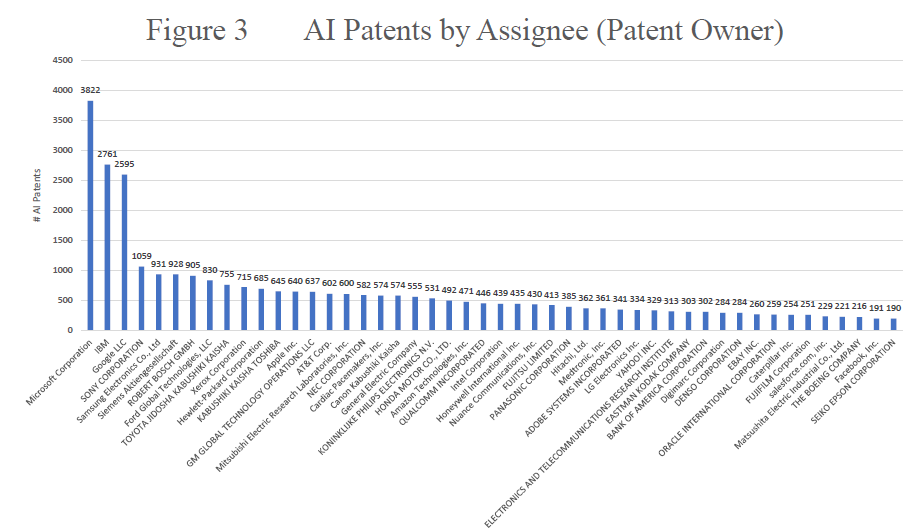 Figure 3 AI Patents by Assignee (Patent Owner)
4500
4000
3500
3000
2500
2000
1500
1000
500
0
# AI Patents
3822
2761
2595
1059
931
928
905
830
755
715
685
645
640
637
602
600
582
574
574
555
531
492
471
446
439
435
430
413
385
362
361
341
334
329
313
303
302
284
284
260
259
254
251
229
221
216
191
190
Microsoft Corporation
IBM
Google LLC
SONY CORPORATION
Samsung Electronics Co., Ltd
Siemens Aktiengesellschaft
ROBERT BOSCH GMBH
Ford Global Technologies, LLC
TOYOTA JIDOSHA KABUSHIKI KAISHA
Xerox Corporation
Hewlett-Packard Corporation
KABUSHIKI KAISHA TOSHIBA
Apple Inc.
GM GLOBAL TECHNOLOGY OPERATIONS LLC
AT&T Corp.
Mitsubishi Electric Research Laboratories, Inc.
NEC CORPORATION
Cardiac Pacemakers, Inc.
Canon Kabushiki Kaisha
General Electric Company
KONINKLIJKE PHILIPS ELECTRONICS N.V.
HONDA MOTOR CO., LTD.
Amazon Technologies, Inc.
QUALCOMM INCORPORATED
Intel Corporation
Honeywell International Inc.
Nuance Communications, Inc.
FUJITSU LIMITED
PANASONIC CORPORATION
Hitachi, Ltd.
Medtronic, Inc.
ADOBE SYSTEMS INCORPORATED
LG Electronics Inc.
YAHOO! INC.
ELECTRONICS AND TELECOMMUNICATIONS RESEARCH INSTITUTE
EASTMAN KODAK COMPANY
BANK OF AMERICA CORPORATION
Digimarc Corporation
DENSO CORPORATION
EBAY INC.
ORACLE INTERNATIONAL CORPORATION
Caterpillar Inc.
FUJIFILM Corporation
salesforce.com, inc.
Matsushita Electric Industrial Co., Ltd.
THE BOEING COMPANY
Facebook, Inc.
SEIKO EPSON CORPORATION